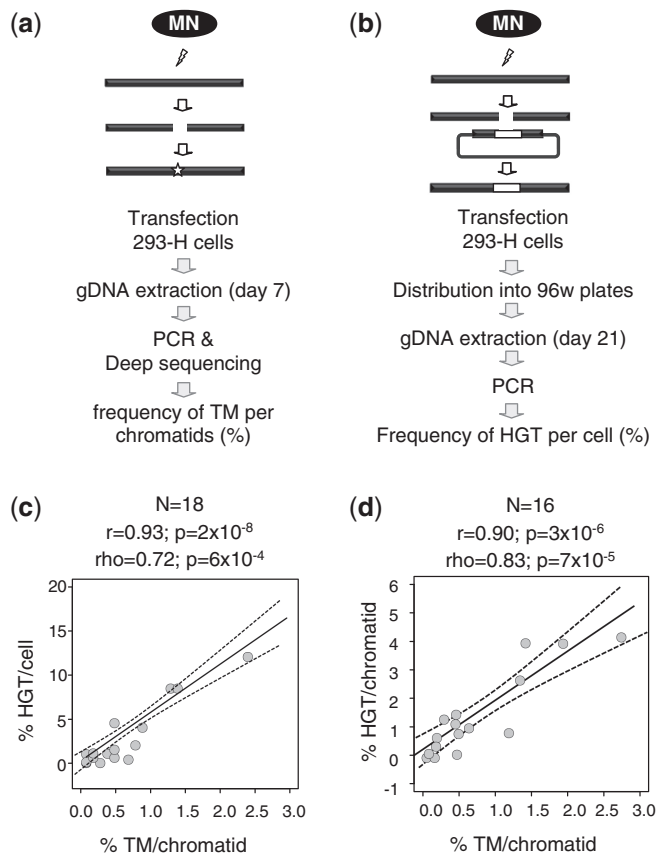 (a)
MN
Transfection
293-H cells
gDNA extraction (day 7)
PCR &
Deep sequencing
frequency of TM per
chromatids (%)
(b)
MN
Transfection
293-H cells
Distribution into 96w plates
gDNA extraction (day 21)
PCR
Frequency of HGT per cell (%)
(c)
N=18
r=0.93; p=2x10⁻⁸
rho=0.72; p=6x10⁻⁴
% HGT/cell
20
15
10
5
0
0.0 0.5 1.0 1.5 2.0 2.5 3.0
% TM/chromatid
(d)
N=16
r=0.90; p=3x10⁻⁶
rho=0.83; p=7x10⁻⁵
% HGT/chromatid
6
5
4
3
2
1
0
-1
0.0 0.5 1.0 1.5 2.0 2.5 3.0
% TM/chromatid